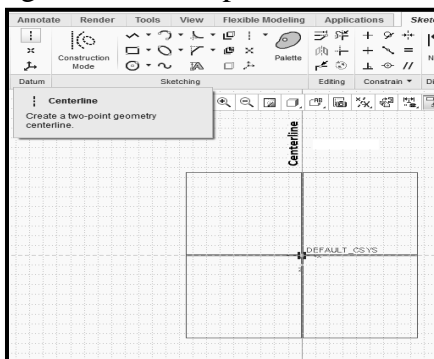 Annotate Render Tools View Flexible Modeling Applications
Construction
Mode
Palette
Datum Sketching Editing Constrain
Centerline
Create a two-point geometry
centerline.
Centerline
DEFAULT_CSYS